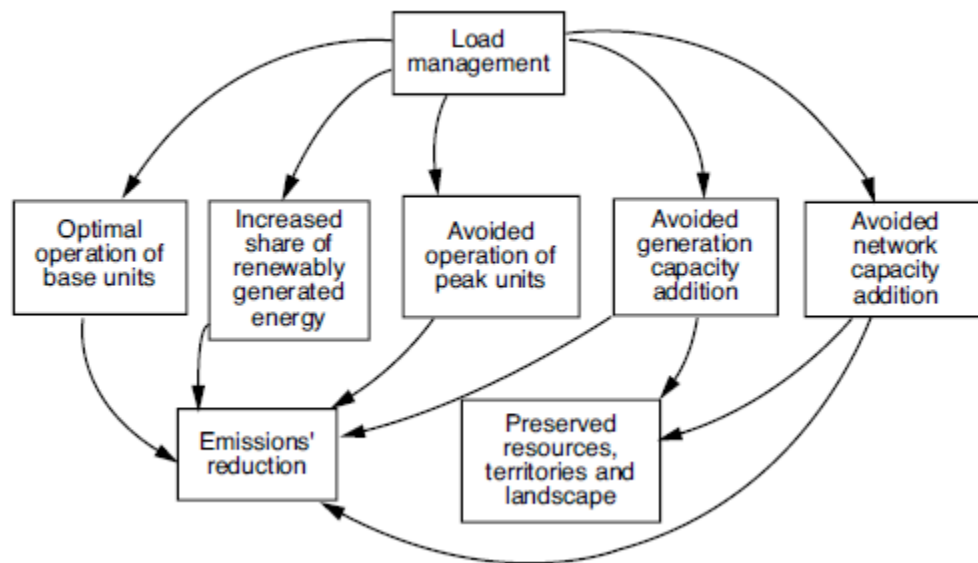 Load
management
Optimal
operation of
base units
Increased
share of
renewably
generated
energy
Avoided
operation of
peak units
Avoided
generation
capacity
addition
Avoided
network
capacity
addition
Emissions'
reduction
Preserved
resources,
territories and
landscape